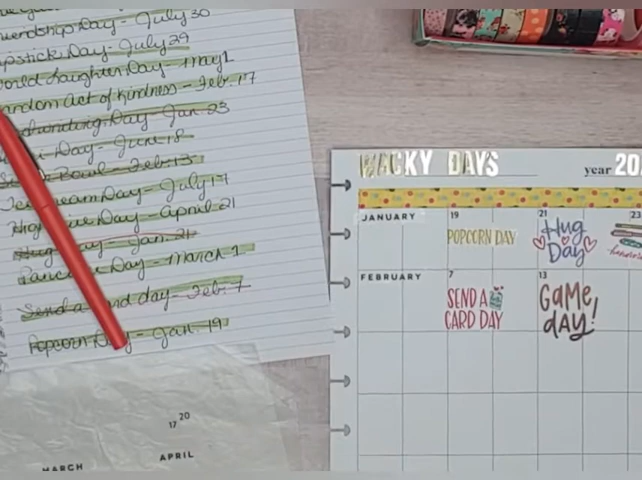 Friendship Day - July 30
Lipstick Day - July 29
World Laughter Day - May 1
Random Act of Kindness - Feb. 17
Handwriting Day - Jan. 23
Day - June 18
Bowl - Feb 13
Ice Cream Day - July 17
High Five Day - April 21
Hug Day - Jan. 21
Pancake Day - March 1
Send a card day - Feb. 7
Popcorn Day - Jan. 19
17 20
MARCH APRIL
WACKY DAYS year 20
JANUARY 19 21 23
POPCORN DAY Hug Day
FEBRUARY 7 13
SEND A CARD DAY Game day!